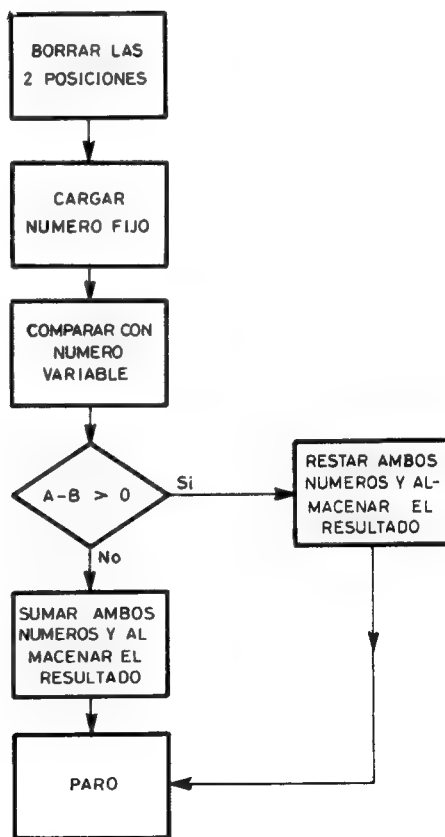 BORRAR LAS
2 POSICIONES
CARGAR
NUMERO FIJO
COMPARAR CON
NUMERO
VARIABLE
A-B > 0
Si
RESTAR AMBOS
NUMEROS Y AL-
MACENAR EL
RESULTADO
No
SUMAR AMBOS
NUMEROS Y AL
MACENAR EL
RESULTADO
PARO